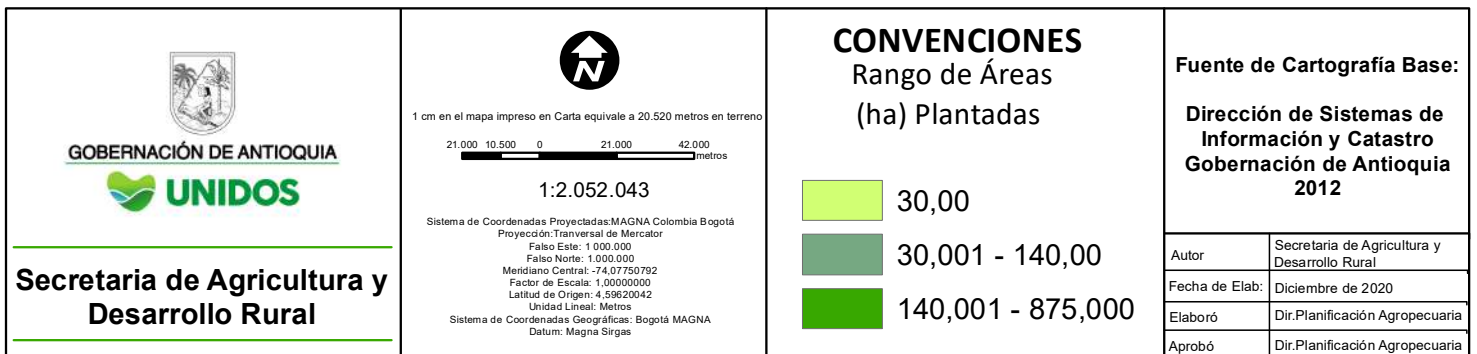 GOBERNACIÓN DE ANTIOQUIA
UNIDOS
Secretaria de Agricultura y
Desarrollo Rural
N
1 cm en el mapa impreso en Carta equivale a 20.520 metros en terreno
21.000 10.500 0 21.000 42.000
metros
1:2.052.043
Sistema de Coordenadas Proyectadas:MAGNA Colombia Bogotá
Proyección:Tranversal de Mercator
Falso Este: 1 000.000
Falso Norte: 1.000.000
Meridiano Central: -74,07750792
Factor de Escala: 1,00000000
Latitud de Origen: 4,59620042
Unidad Lineal: Metros
Sistema de Coordenadas Geográficas: Bogotá MAGNA
Datum: Magna Sirgas
CONVENCIONES
Rango de Áreas
(ha) Plantadas
30,00
30,001 - 140,00
140,001 - 875,000
Fuente de Cartografía Base:
Dirección de Sistemas de
Información y Catastro
Gobernación de Antioquia
2012
Autor Secretaria de Agricultura y
Desarrollo Rural
Fecha de Elab: Diciembre de 2020
Elaboró Dir.Planificación Agropecuaria
Aprobó Dir.Planificación Agropecuaria